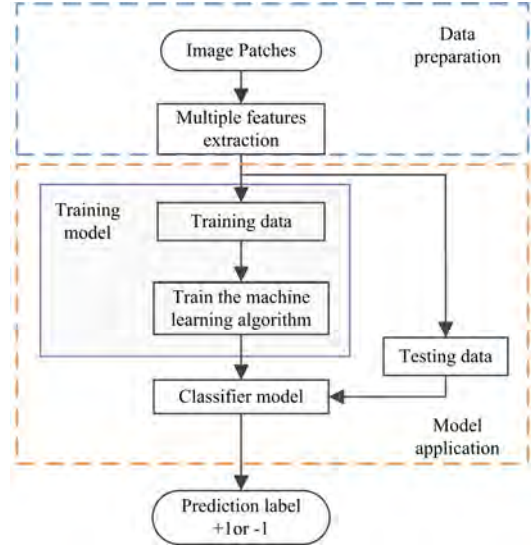 Image Patches
Data
preparation
Multiple features
extraction
Training
model
Training data
Train the machine
learning algorithm
Testing data
Classifier model
Model
application
Prediction label
+1or -1